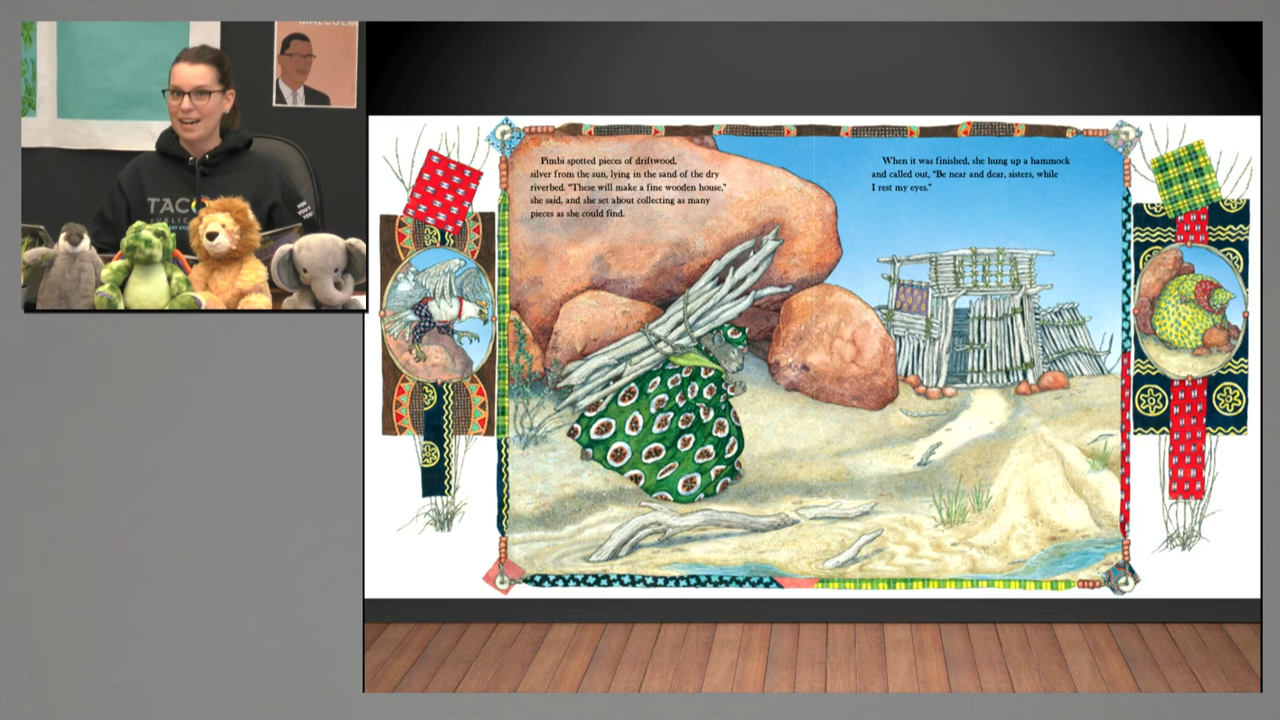 MALCOLM
TACO
PUBLIC
Pimbi spotted pieces of driftwood,
silver from the sun, lying in the sand of the dry
riverbed. "These will make a fine wooden house,"
she said, and she set about collecting as many
pieces as she could find.
When it was finished, she hung up a hammock
and called out, "Be near and dear, sisters, while
I rest my eyes."